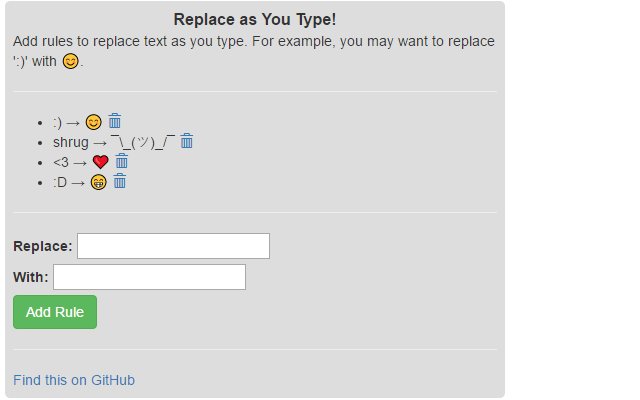 Replace as You Type!
Add rules to replace text as you type. For example, you may want to replace
':)' with 😊.
:) → 😊
shrug → ¯\_(ツ)_/¯
<3 → ❤
:D → 😁
Replace:
With:
Add Rule
Find this on GitHub